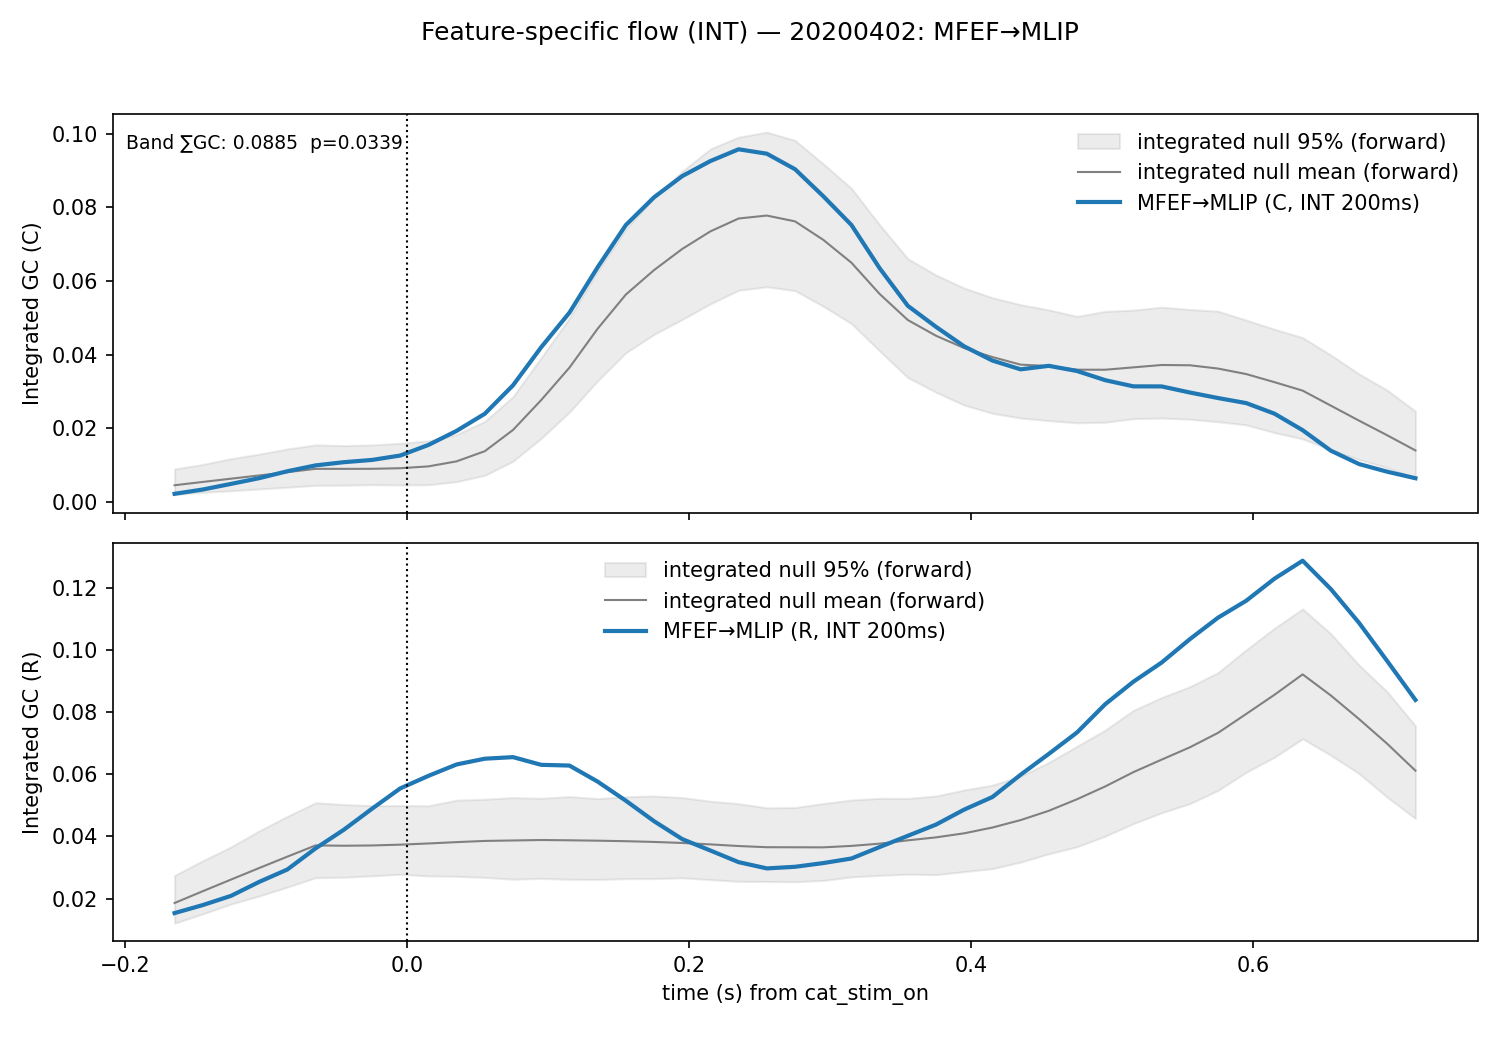 Feature-specific flow (INT) — 20200402: MFEF→MLIP
Band ∑GC: 0.0885  p=0.0339
integrated null 95% (forward)
integrated null mean (forward)
MFEF→MLIP (C, INT 200ms)
Integrated GC (C)
0.10
0.08
0.06
0.04
0.02
0.00
integrated null 95% (forward)
integrated null mean (forward)
MFEF→MLIP (R, INT 200ms)
Integrated GC (R)
0.12
0.10
0.08
0.06
0.04
0.02
−0.2
0.0
0.2
0.4
0.6
time (s) from cat_stim_on